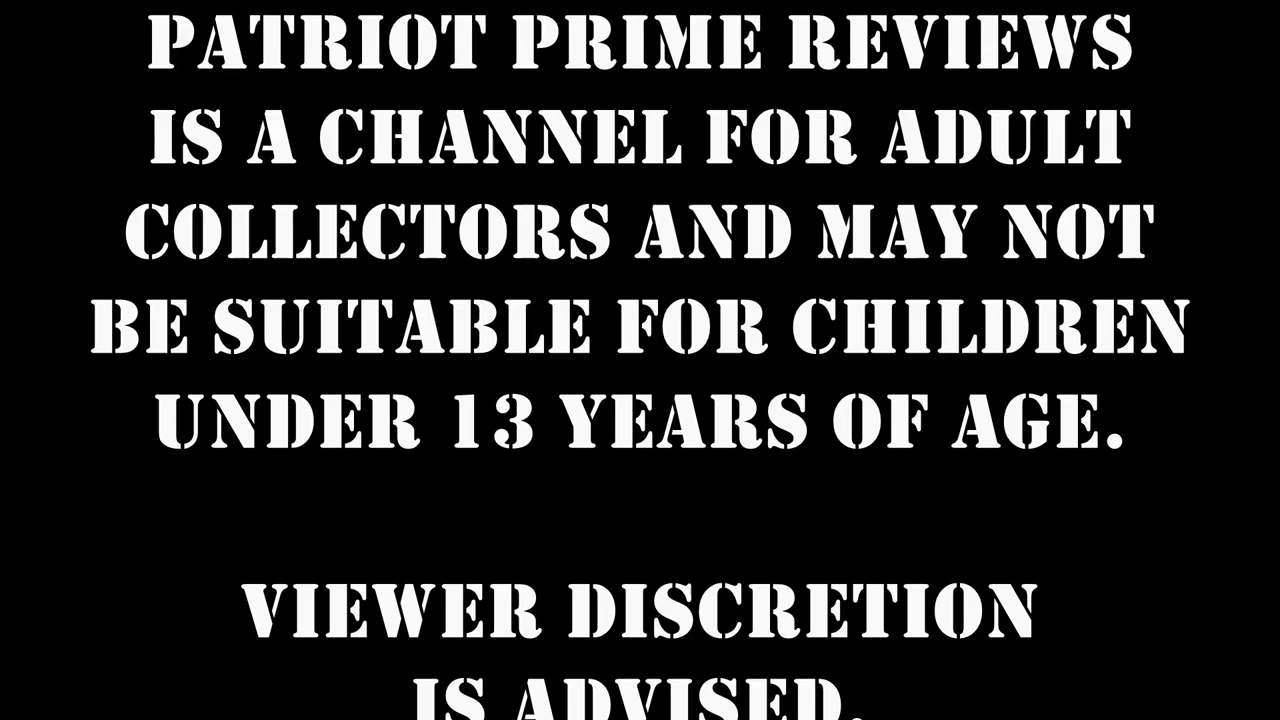 PATRIOT PRIME REVIEWS
IS A CHANNEL FOR ADULT
COLLECTORS AND MAY NOT
BE SUITABLE FOR CHILDREN
UNDER 13 YEARS OF AGE.
VIEWER DISCRETION
IS ADVISED.